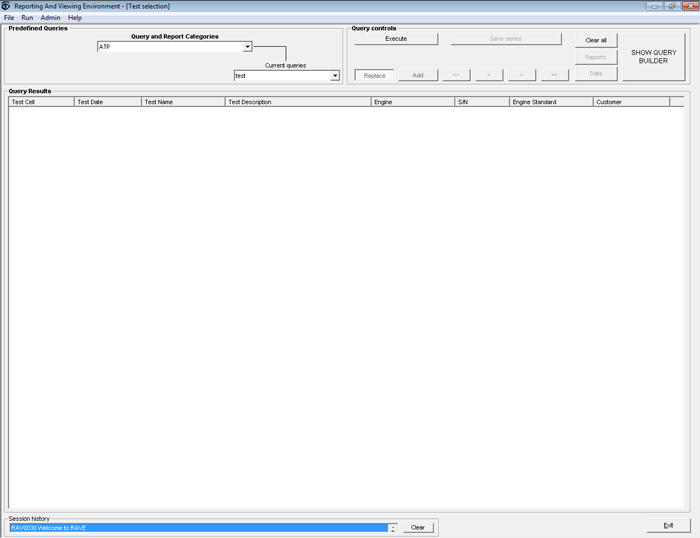 Reporting And Viewing Environment - [Test selection]
File Run Admin Help
Predefined Queries
Query and Report Categories
ATP
Current queries
test
Query controls
Execute
Save series
Clear all
Reports
Data
SHOW QUERY
BUILDER
Replace
Add
<<
<
>
>>
Query Results
Test Cell
Test Date
Test Name
Test Description
Engine
S/N
Engine Standard
Customer
Session history
RAV0030 Welcome to RAVE
Clear
Exit